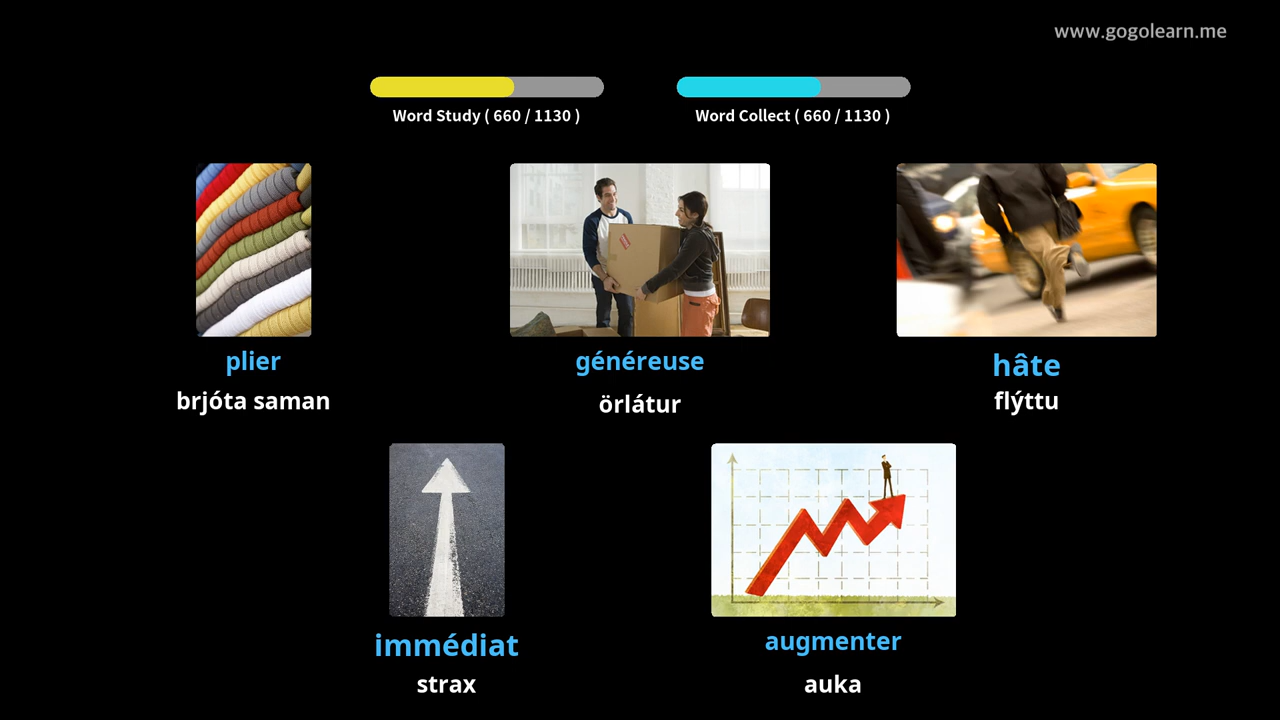 www.gogolearn.me
Word Study ( 660 / 1130 )
Word Collect ( 660 / 1130 )
plier
généreuse
hâte
brjóta saman
örlátur
flýttu
immédiat
augmenter
strax
auka